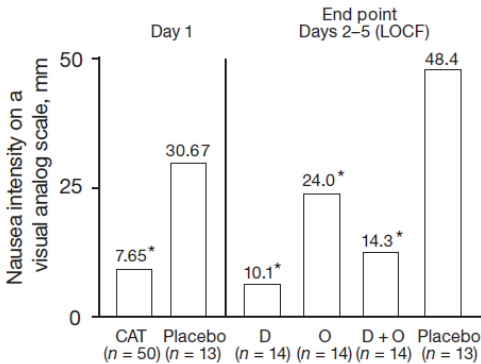 End point
Day 1
Days 2–5 (LOCF)
Nausea intensity on a
visual analog scale, mm
50
25
0
7.65*
30.67
10.1*
24.0*
14.3*
48.4
CAT Placebo D O D + O Placebo
(n = 50) (n = 13) (n = 14) (n = 14) (n = 14) (n = 13)